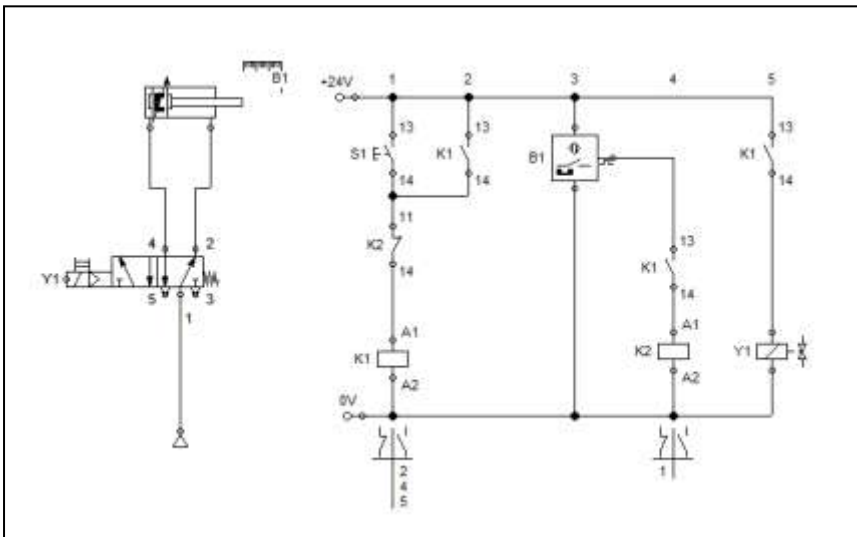 B1
4 2
Y1
5 3
1
1 2 3 4 5
+24V
13 13 13
S1 K1 B1 K1
14 14 14
11
K2
14
13
K1
14
A1 A1
K1 K2 Y1
A2 A2
0V
2
4
5
1